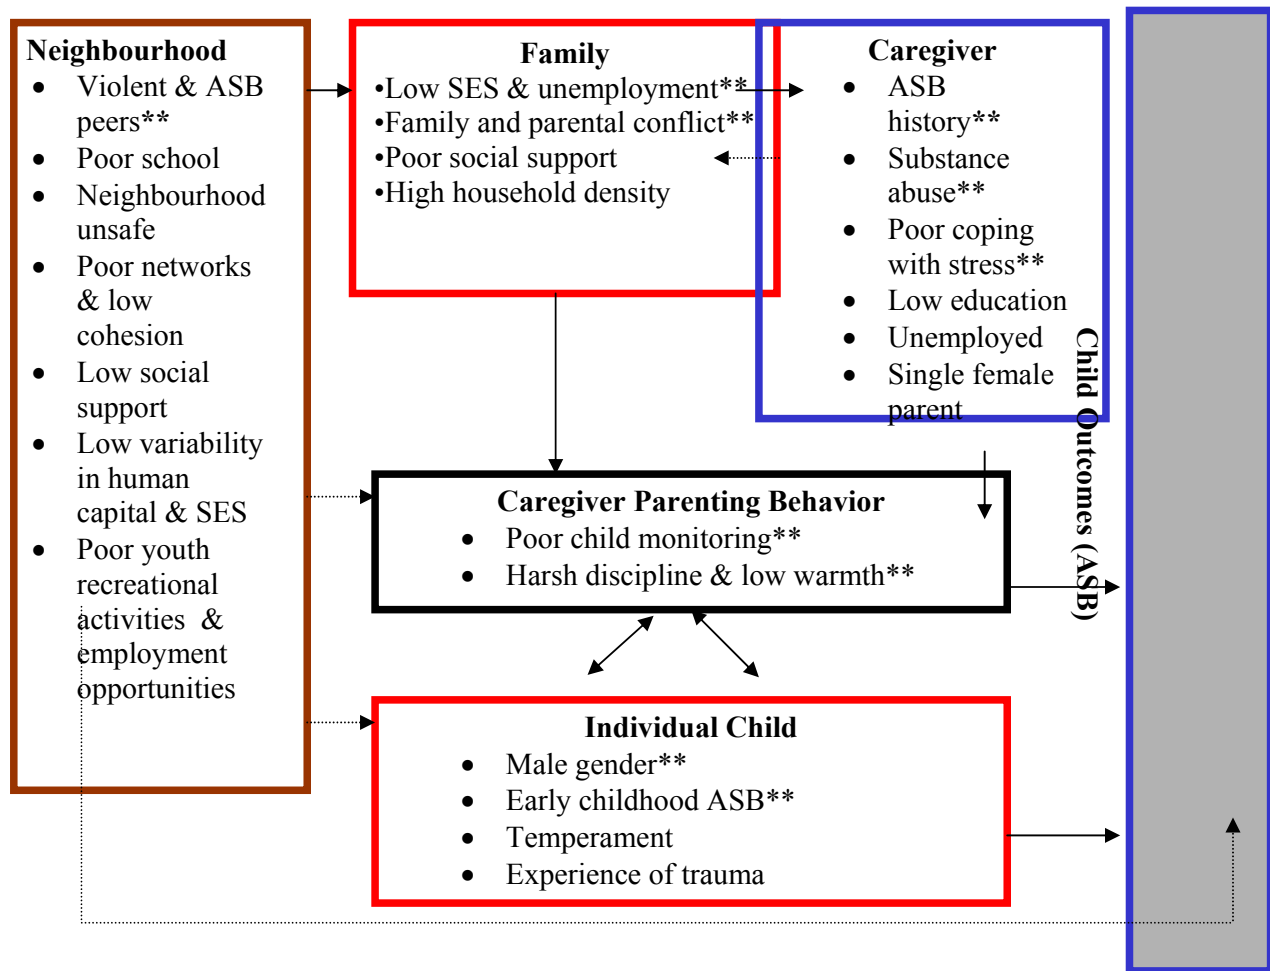 Neighbourhood
• Violent & ASB
peers**
• Poor school
• Neighbourhood
unsafe
• Poor networks
& low
cohesion
• Low social
support
• Low variability
in human
capital & SES
• Poor youth
recreational
activities &
employment
opportunities
Family
•Low SES & unemployment**
•Family and parental conflict**
•Poor social support
•High household density
Caregiver
• ASB
history**
• Substance
abuse**
• Poor coping
with stress**
• Low education
• Unemployed
• Single female
parent
Caregiver Parenting Behavior
• Poor child monitoring**
• Harsh discipline & low warmth**
Individual Child
• Male gender**
• Early childhood ASB**
• Temperament
• Experience of trauma
Child Outcomes (ASB)